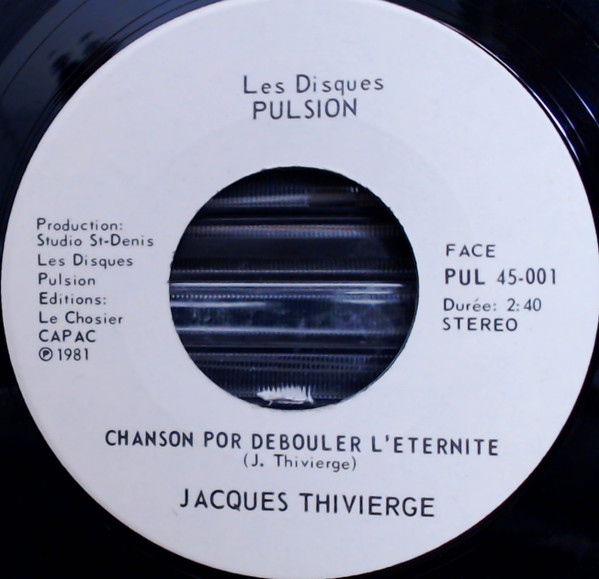 Les Disques
PULSION
Production:
Studio St-Denis
Les Disques
Pulsion
Editions:
Le Chosier
CAPAC
℗ 1981
FACE
PUL 45-001
Durée: 2:40
STEREO
CHANSON POR DEBOULER L'ETERNITE
(J. Thivierge)
JACQUES THIVIERGE